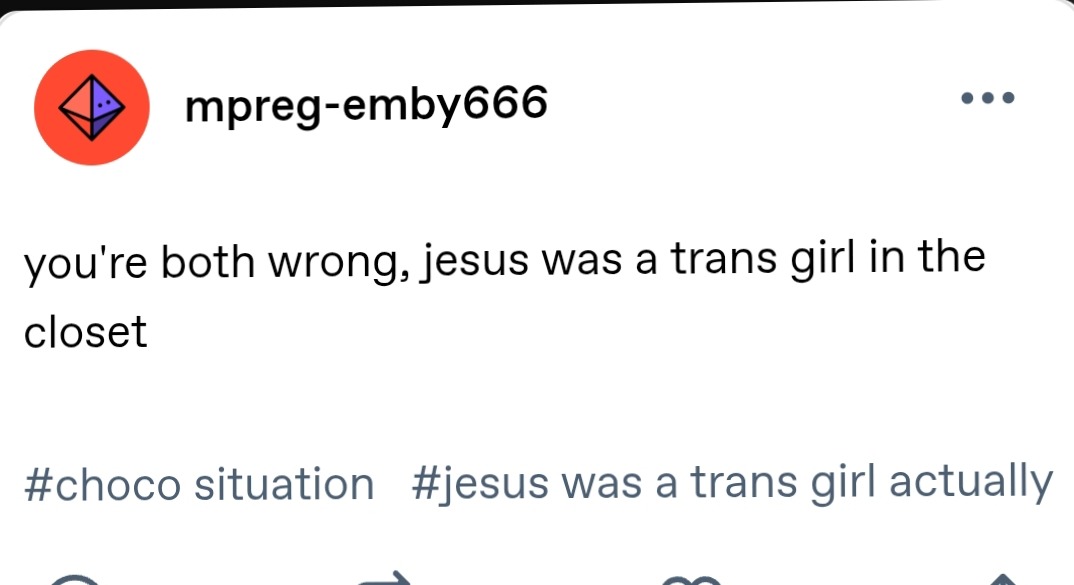 mpreg-emby666
you're both wrong, jesus was a trans girl in the
closet
#choco situation #jesus was a trans girl actually